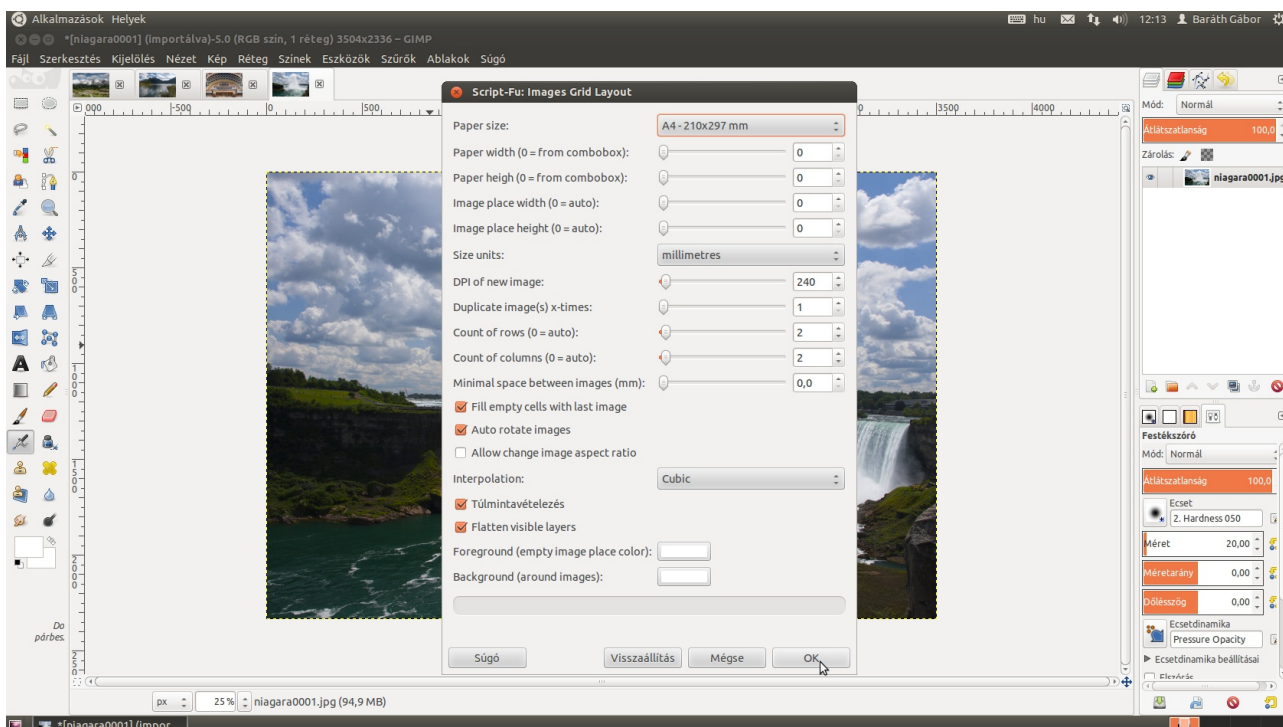 Alkalmazások Helyek hu 12:13 Baráth Gábor
*[niagara0001] (importálva)-5.0 (RGB szín, 1 réteg) 3504x2336 – GIMP
Fájl Szerkesztés Kijelölés Nézet Kép Réteg Színek Eszközök Szűrők Ablakok Súgó
Script-Fu: Images Grid Layout
-500 0 500 3500 4000
Paper size: A4 - 210x297 mm
Paper width (0 = from combobox): 0
Paper heigh (0 = from combobox): 0
Image place width (0 = auto): 0
Image place height (0 = auto): 0
Size units: millimetres
DPI of new image: 240
Duplicate image(s) x-times: 1
Count of rows (0 = auto): 2
Count of columns (0 = auto): 2
Minimal space between images (mm): 0,0
Fill empty cells with last image
Auto rotate images
Allow change image aspect ratio
Interpolation: Cubic
Túlmintavételezés
Flatten visible layers
Foreground (empty image place color):
Background (around images):
Súgó Visszaállítás Mégse OK
Mód: Normál
Átlátszatlanság 100,0
Zárolás:
niagara0001.jpg
Festékszóró
Mód: Normál
Átlátszatlanság 100,0
Ecset
2. Hardness 050
Méret 20,00
Méretarány 0,00
Dőlésszög 0,00
Ecsetdinamika
Pressure Opacity
Ecsetdinamika beállításai
px 25 % niagara0001.jpg (94,9 MB)
*[niagara0001] (impor...